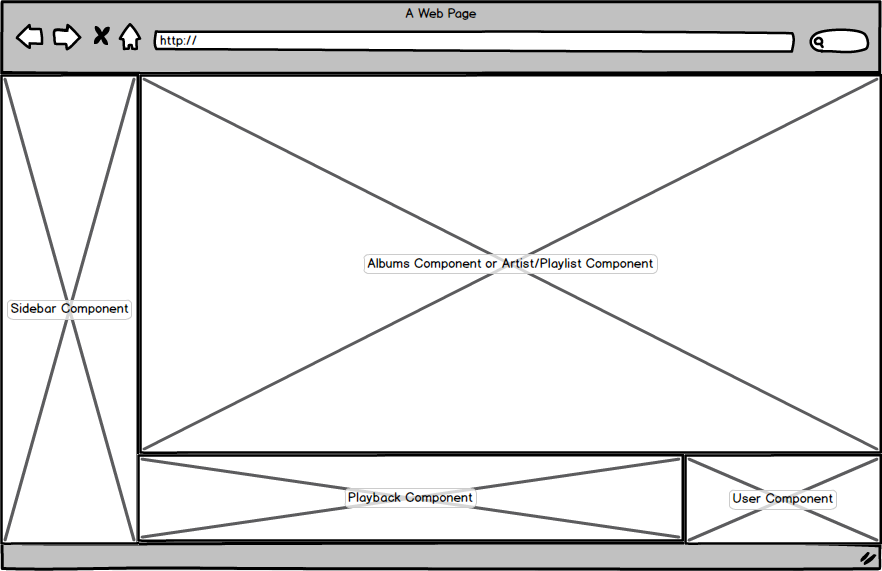 A Web Page
http://
Albums Component or Artist/Playlist Component
Sidebar Component
Playback Component
User Component